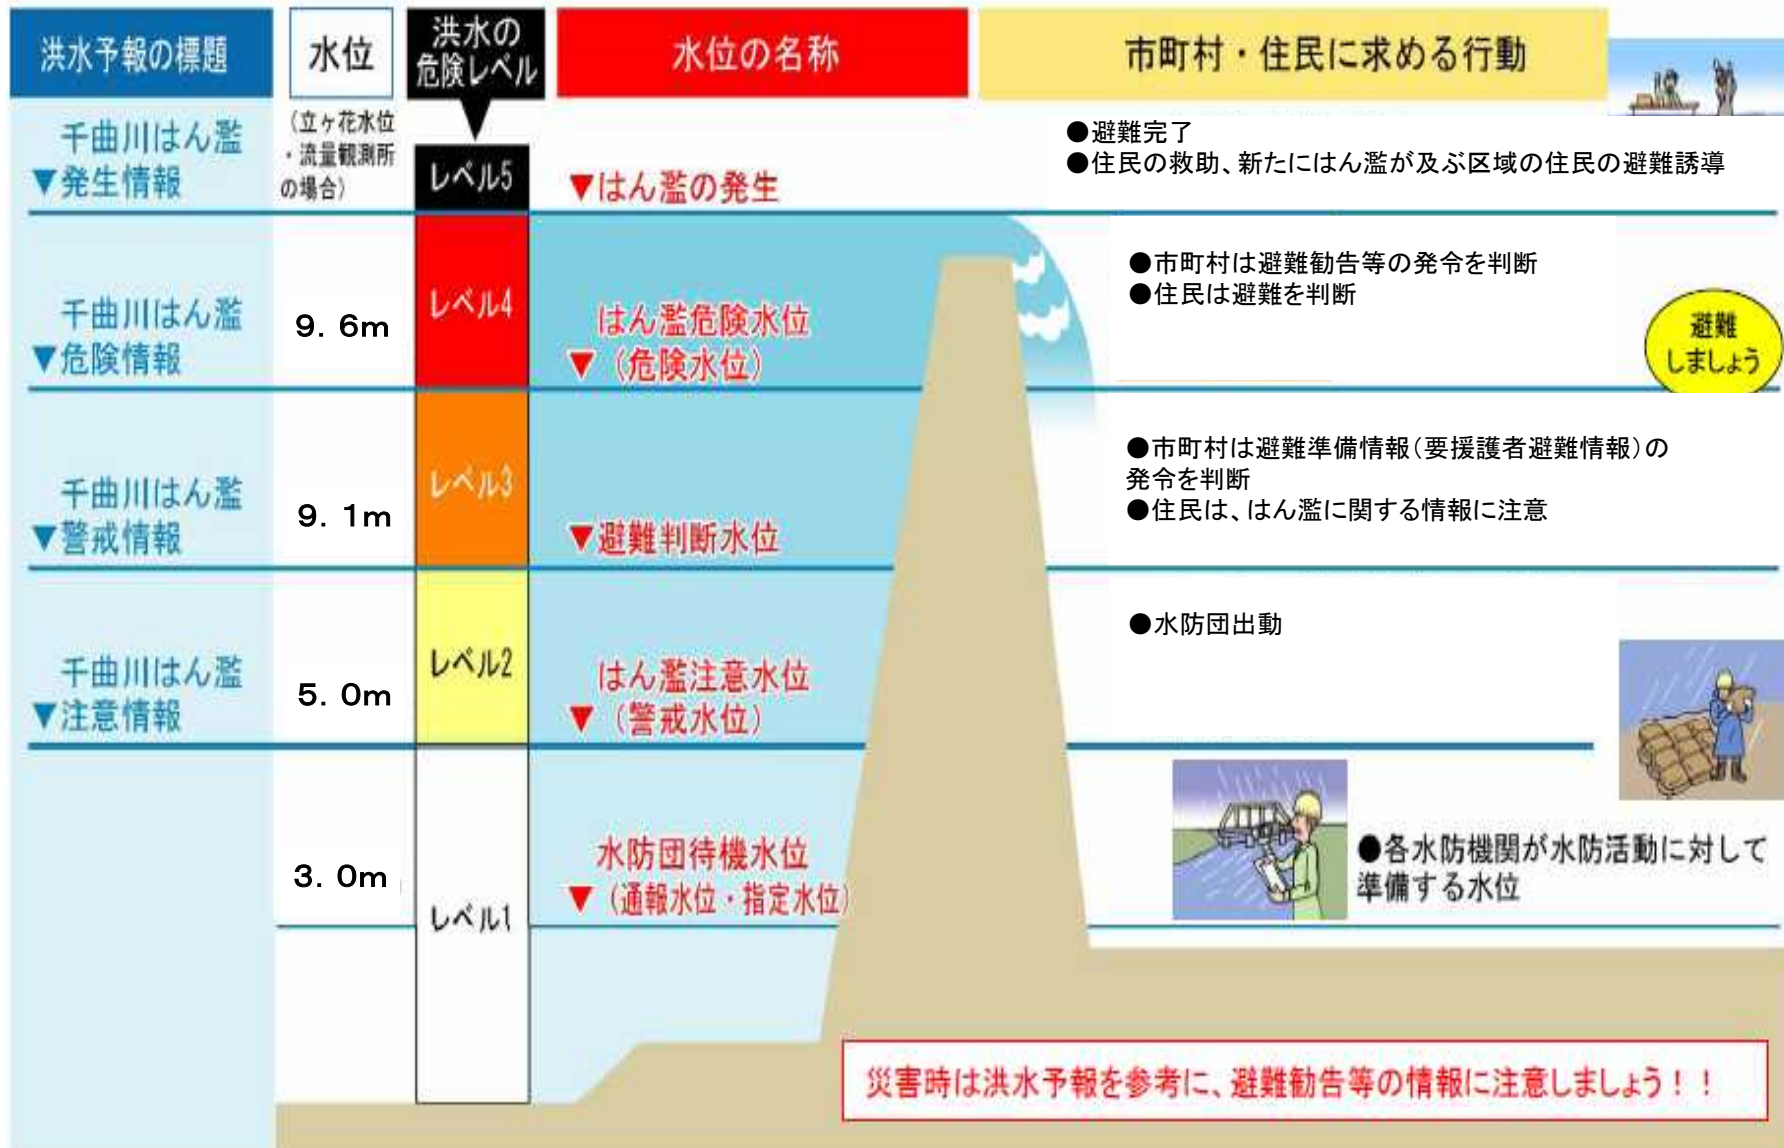 洪水予報の標題
水位
洪水の
危険レベル
水位の名称
市町村・住民に求める行動
千曲川はん濫
▼発生情報
（立ヶ花水位
・流量観測所
の場合）
レベル5
▼はん濫の発生
●避難完了
●住民の救助、新たにはん濫が及ぶ区域の住民の避難誘導
千曲川はん濫
▼危険情報
9.6m
レベル4
はん濫危険水位
▼（危険水位）
●市町村は避難勧告等の発令を判断
●住民は避難を判断
避難
しましょう
千曲川はん濫
▼警戒情報
9.1m
レベル3
▼避難判断水位
●市町村は避難準備情報（要援護者避難情報）の
発令を判断
●住民は、はん濫に関する情報に注意
千曲川はん濫
▼注意情報
5.0m
レベル2
はん濫注意水位
▼（警戒水位）
●水防団出動
3.0m
レベル1
水防団待機水位
▼（通報水位・指定水位）
●各水防機関が水防活動に対して
準備する水位
災害時は洪水予報を参考に、避難勧告等の情報に注意しましょう！！